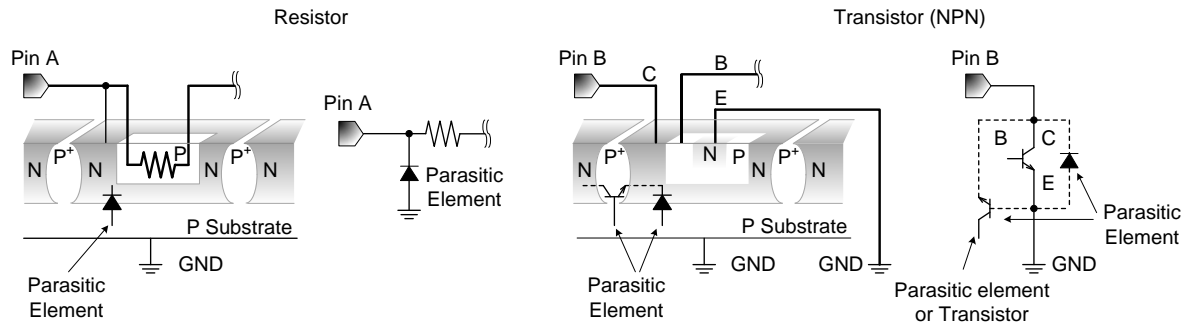 Resistor
Transistor (NPN)
Pin A
Pin B
C
B
E
Pin B
Pin A
N
P+
N
P
N
P+
N
N
P+
N
N
P
N
P+
N
B
C
E
Parasitic
Element
P Substrate
P Substrate
Parasitic
Element
GND
Parasitic
Element
Parasitic
Element
GND
GND
GND
Parasitic element
or Transistor